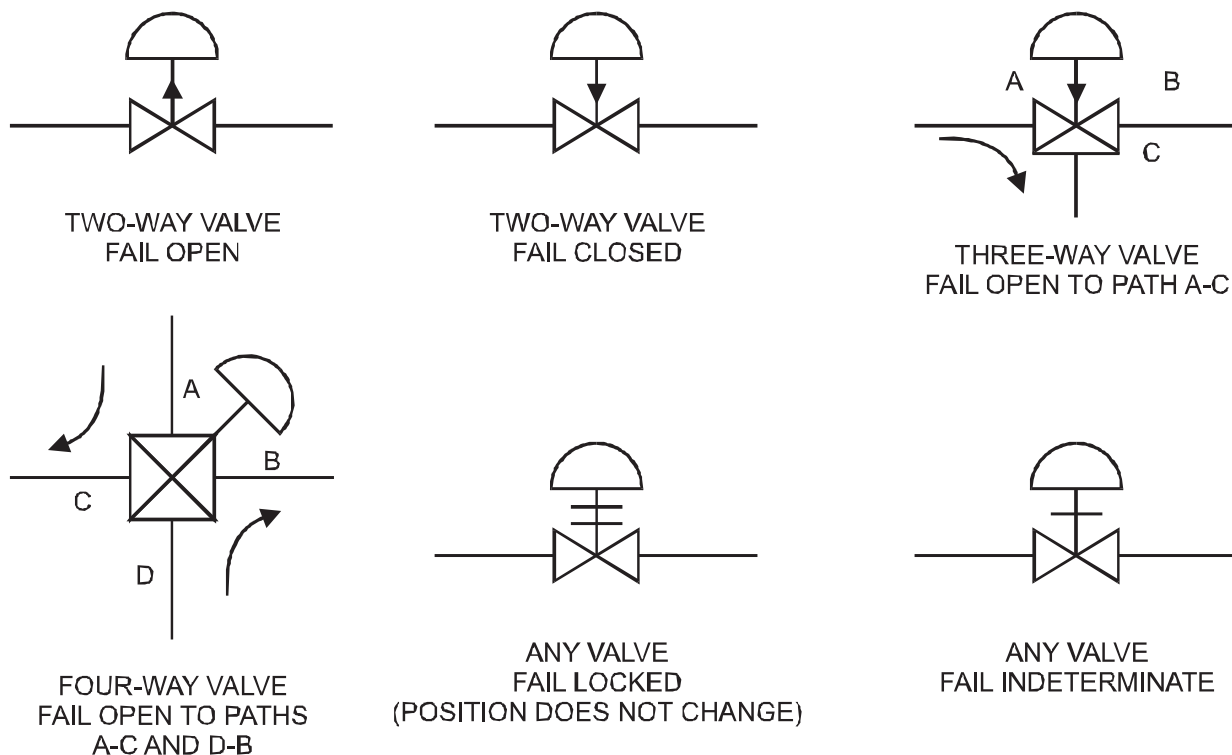 TWO-WAY VALVE
FAIL OPEN
TWO-WAY VALVE
FAIL CLOSED
A
B
C
THREE-WAY VALVE
FAIL OPEN TO PATH A-C
A
B
C
D
FOUR-WAY VALVE
FAIL OPEN TO PATHS
A-C AND D-B
ANY VALVE
FAIL LOCKED
(POSITION DOES NOT CHANGE)
ANY VALVE
FAIL INDETERMINATE